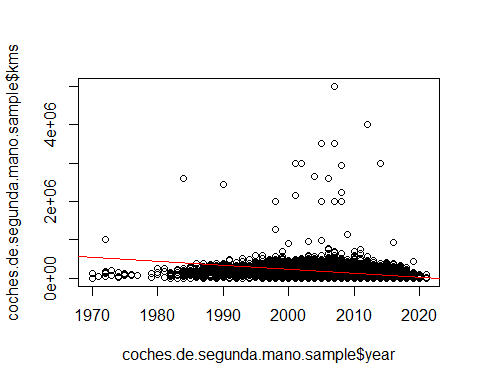 coches.de.segunda.mano.sample$kms
4e+06
2e+06
0e+00
1970 1980 1990 2000 2010 2020
coches.de.segunda.mano.sample$year